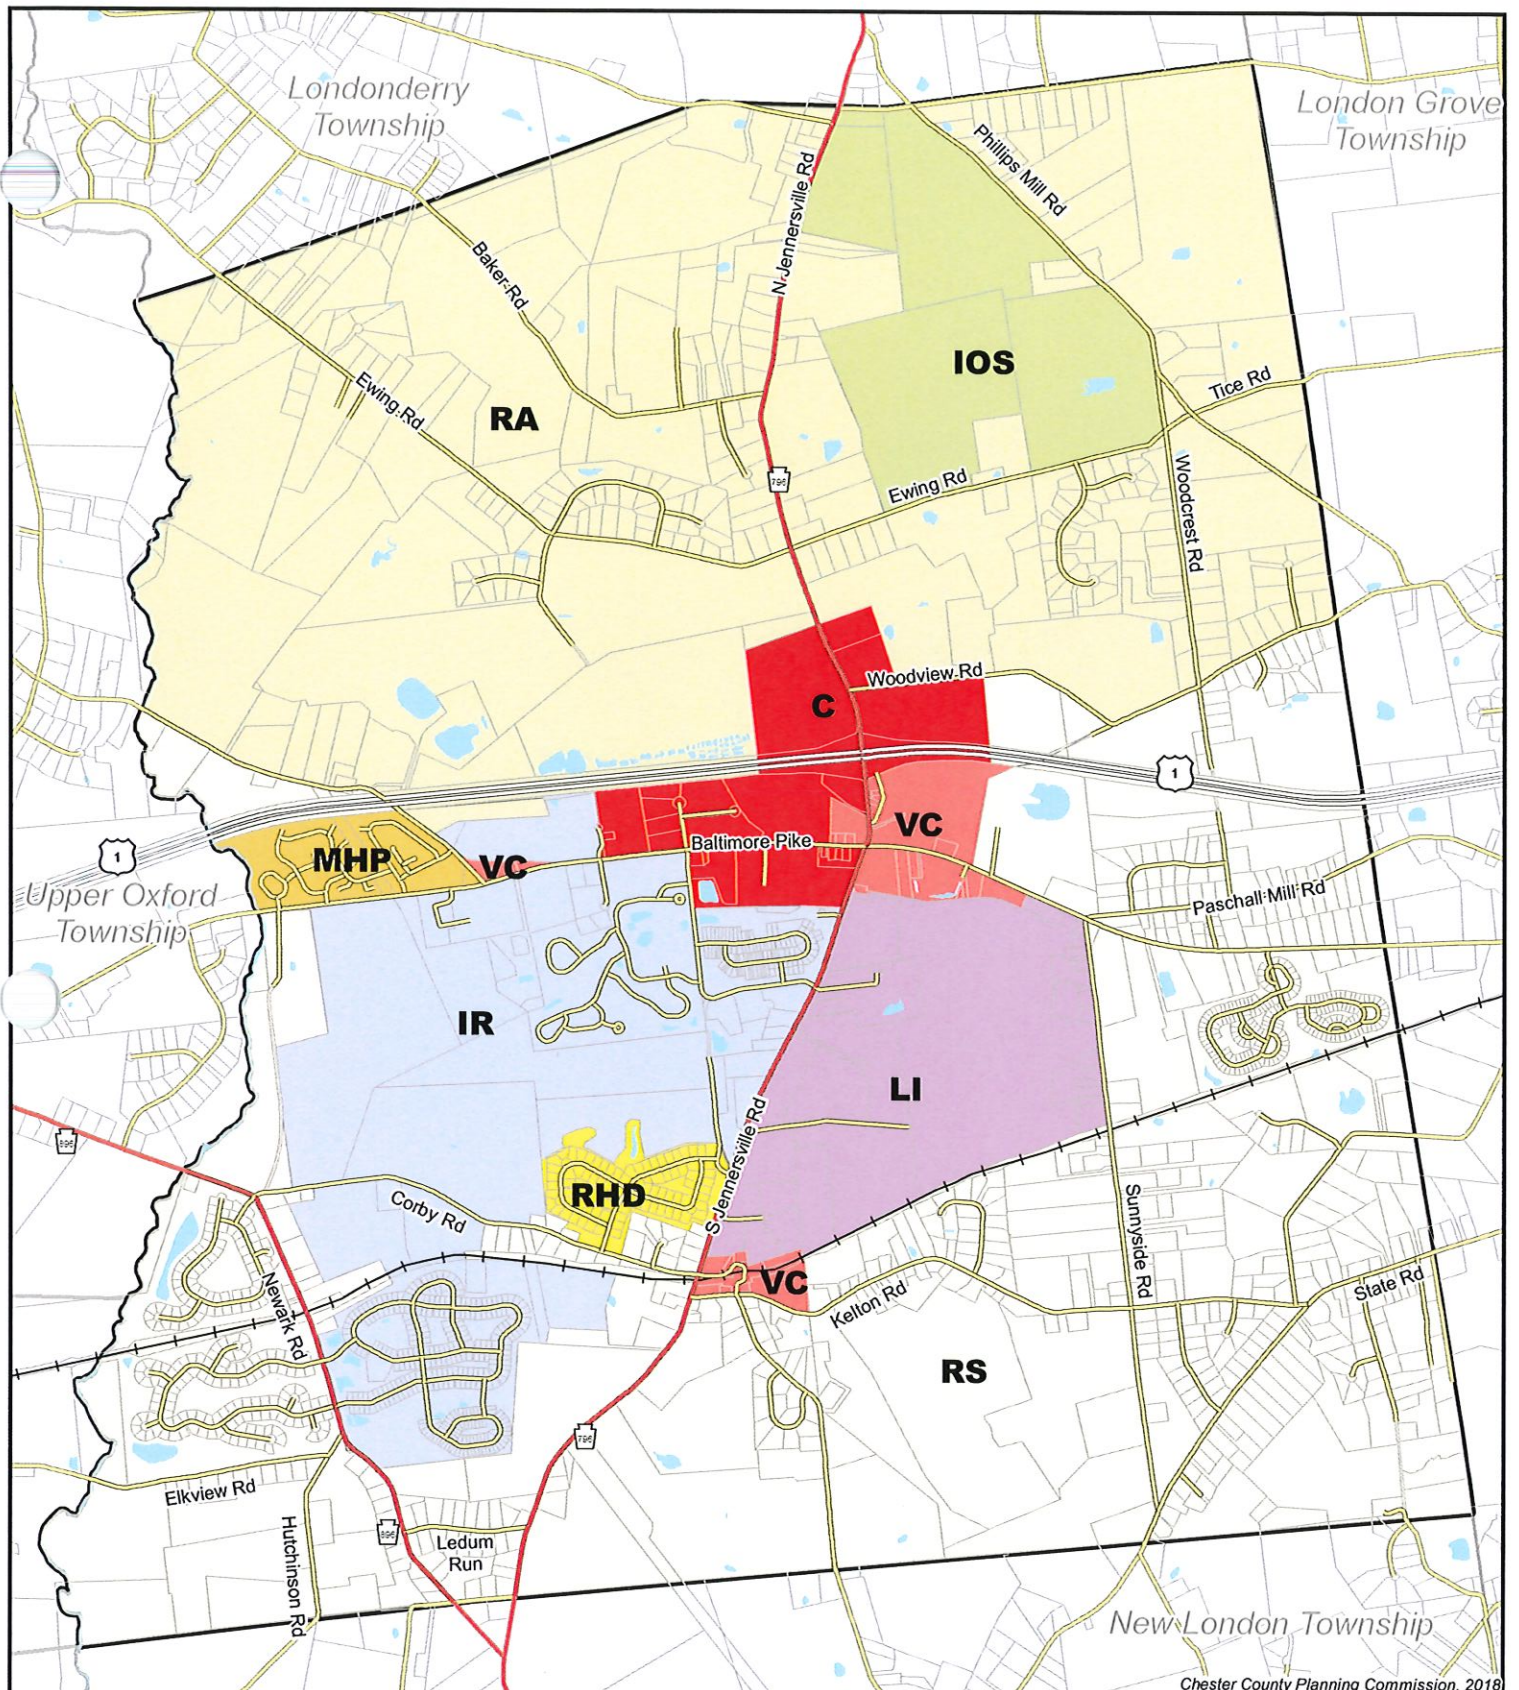 Londonderry
Township
London Grove
Township
Phillips Mill Rd
N Jennersville Rd
Baker Rd
IOS
Tice Rd
Ewing Rd
RA
796
Ewing Rd
Woodcrest Rd
Woodview Rd
C
1
VC
Baltimore Pike
1
MHP
VC
Upper Oxford
Township
Paschall Mill Rd
IR
LI
896
S Jennersville Rd
RHD
Corby Rd
Sunnyside Rd
Newark Rd
VC
Kelton Rd
State Rd
RS
796
Elkview Rd
Hutchinson Rd
896
Ledum
Run
New London Township
Chester County Planning Commission, 2018